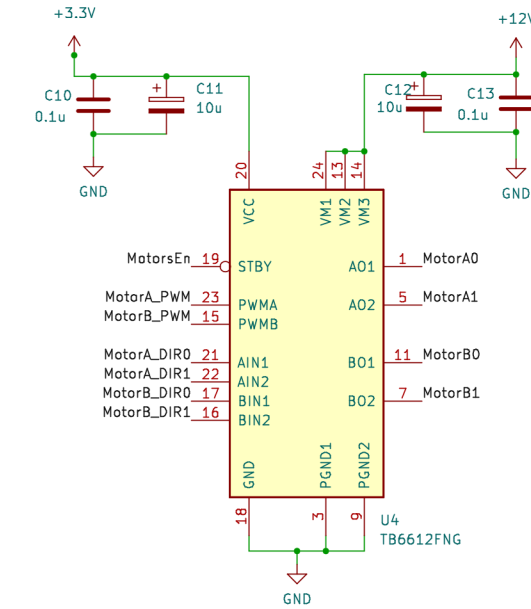 +3.3V
+12V
C10
0.1u
C11
10u
C12
10u
C13
0.1u
GND
GND
20
24
13
14
VCC
VM1
VM2
VM3
MotorsEn 19 STBY
AO1 1 MotorA0
MotorA_PWM 23 PWMA
AO2 5 MotorA1
MotorB_PWM 15 PWMB
MotorA_DIR0 21 AIN1
BO1 11 MotorB0
MotorA_DIR1 22 AIN2
MotorB_DIR0 17 BIN1
BO2 7 MotorB1
MotorB_DIR1 16 BIN2
GND
PGND1
PGND2
18
3
9
U4
TB6612FNG
GND